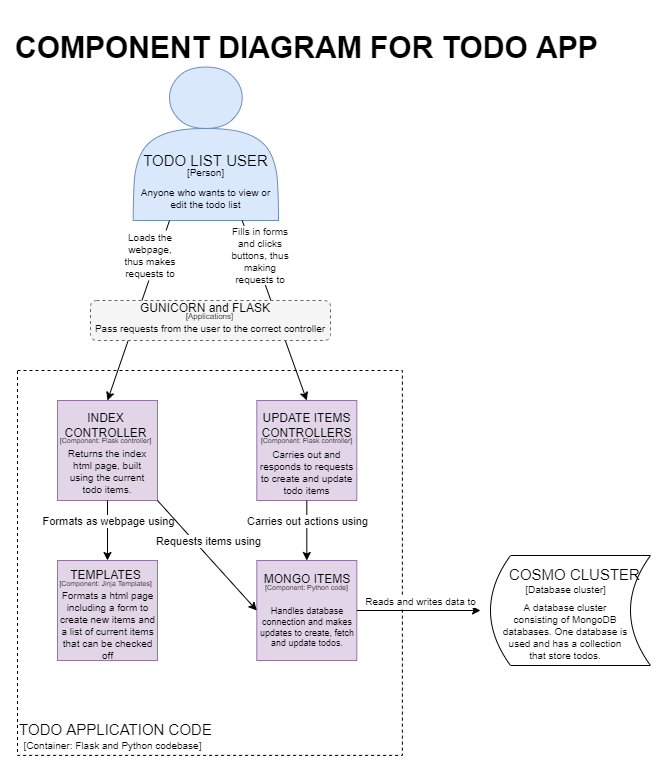 COMPONENT DIAGRAM FOR TODO APP
TODO LIST USER
[Person]
Anyone who wants to view or
edit the todo list
Loads the
webpage,
thus makes
requests to
Fills in forms
and clicks
buttons, thus
making
requests to
GUNICORN and FLASK
[Applications]
Pass requests from the user to the correct controller
INDEX
CONTROLLER
[Component: Flask controller]
Returns the index
html page, built
using the current
todo items.
UPDATE ITEMS
CONTROLLERS
[Component: Flask controller]
Carries out and
responds to requests
to create and update
todo items
Formats as webpage using
Carries out actions using
Requests items using
TEMPLATES
[Component: Jinja Templates]
Formats a html page
including a form to
create new items and
a list of current items
that can be checked
off
MONGO ITEMS
[Component: Python code]
Handles database
connection and makes
updates to create, fetch
and update todos.
Reads and writes data to
COSMO CLUSTER
[Database cluster]
A database cluster
consisting of MongoDB
databases. One database is
used and has a collection
that store todos.
TODO APPLICATION CODE
[Container: Flask and Python codebase]